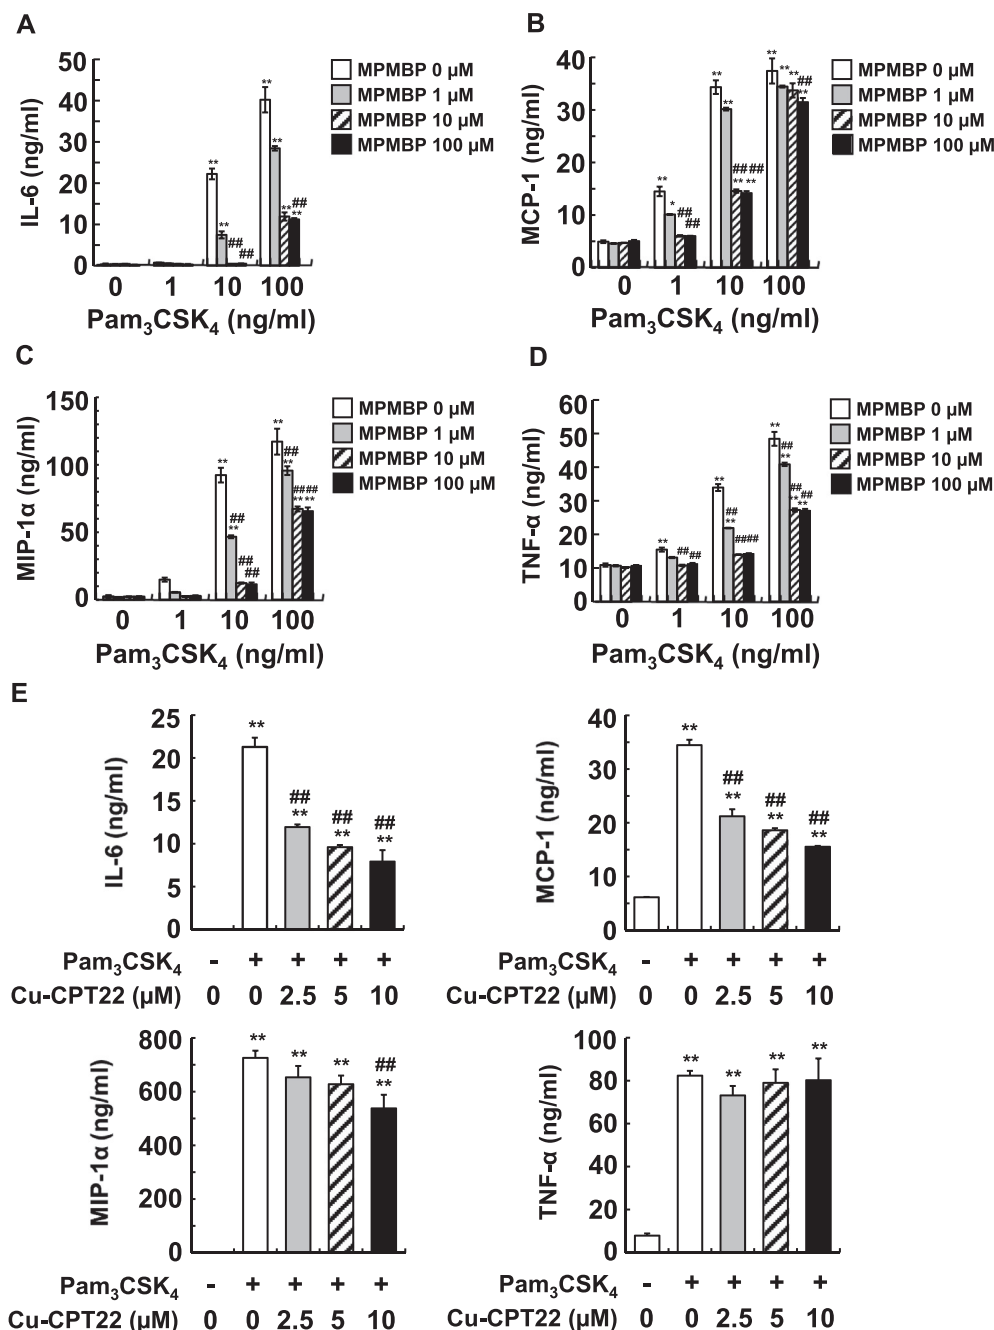 A
IL-6 (ng/ml)
50
40
30
20
10
0
** ** ** ** ** **
## ## ##
0 1 10 100
Pam₃CSK₄ (ng/ml)
MPMBP 0 µM
MPMBP 1 µM
MPMBP 10 µM
MPMBP 100 µM
B
MCP-1 (ng/ml)
40
30
20
10
0
** * ## ##
** ** ## ## ** **
** ** ** ## **
0 1 10 100
Pam₃CSK₄ (ng/ml)
MPMBP 0 µM
MPMBP 1 µM
MPMBP 10 µM
MPMBP 100 µM
C
MIP-1α (ng/ml)
150
100
50
0
** ## ** ## ##
** ## ** ## ## ** **
0 1 10 100
Pam₃CSK₄ (ng/ml)
MPMBP 0 µM
MPMBP 1 µM
MPMBP 10 µM
MPMBP 100 µM
D
TNF-α (ng/ml)
60
50
40
30
20
10
0
** ## ##
** ## ** ## ##
** ## ** ## ** ## **
0 1 10 100
Pam₃CSK₄ (ng/ml)
MPMBP 0 µM
MPMBP 1 µM
MPMBP 10 µM
MPMBP 100 µM
E
IL-6 (ng/ml)
25
20
15
10
5
0
**
## ## ##
** ** **
Pam₃CSK₄ - + + + +
Cu-CPT22 (µM) 0 0 2.5 5 10
MCP-1 (ng/ml)
40
30
20
10
0
**
## ## ##
** ** **
Pam₃CSK₄ - + + + +
Cu-CPT22 (µM) 0 0 2.5 5 10
MIP-1α (ng/ml)
800
600
400
200
0
** ** ** ##
**
Pam₃CSK₄ - + + + +
Cu-CPT22 (µM) 0 0 2.5 5 10
TNF-α (ng/ml)
100
80
60
40
20
0
** ** ** **
Pam₃CSK₄ - + + + +
Cu-CPT22 (µM) 0 0 2.5 5 10